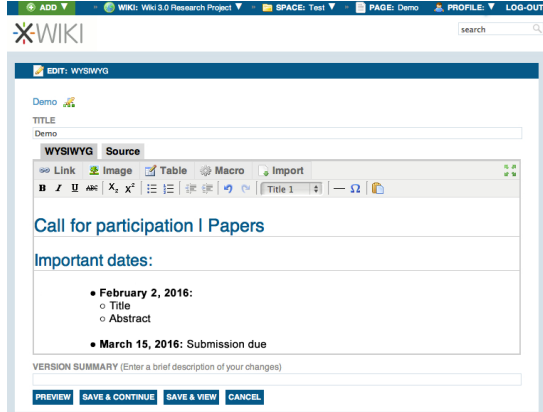 ADD ▼ » WIKI: Wiki 3.0 Research Project ▼ » SPACE: Test ▼ » PAGE: Demo PROFILE: ▼ LOG-OUT
XWIKI
search
EDIT: WYSIWYG
Demo
TITLE
Demo
WYSIWYG Source
Link Image Table Macro Import
B I U ABC X₂ X² Title 1 — Ω
Call for participation | Papers
Important dates:
● February 2, 2016:
○ Title
○ Abstract
● March 15, 2016: Submission due
VERSION SUMMARY (Enter a brief description of your changes)
PREVIEW SAVE & CONTINUE SAVE & VIEW CANCEL